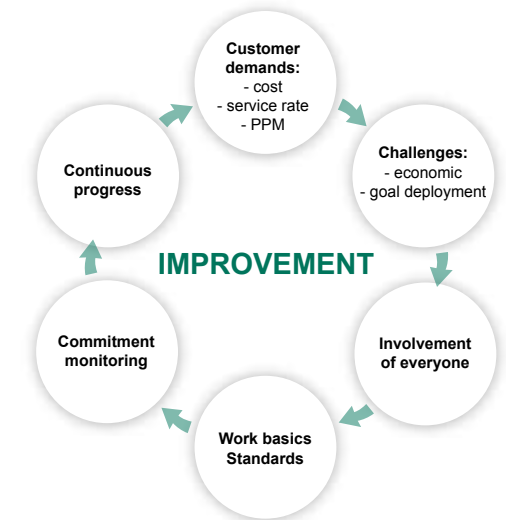 Customer
demands:
- cost
- service rate
- PPM
Challenges:
- economic
- goal deployment
Involvement
of everyone
Work basics
Standards
Commitment
monitoring
Continuous
progress
IMPROVEMENT